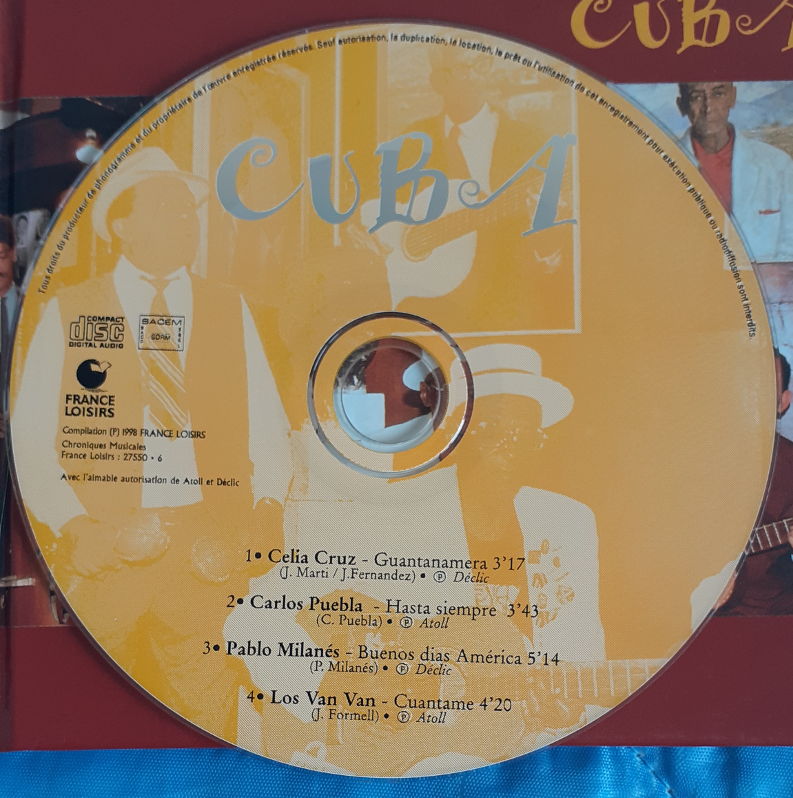 CUBA
Tous droits du producteur de phonogramme et du propriétaire de l'œuvre enregistrée réservés. Sauf autorisation, la duplication, la location, le prêt ou l'utilisation de cet enregistrement pour exécution publique ou radiodiffusion sont interdits.
CUBA
COMPACT
disc
DIGITAL AUDIO
SACEM
SDRM
FRANCE
LOISIRS
Compilation (P) 1998 FRANCE LOISIRS
Chroniques Musicales
France Loisirs : 27550 • 6
Avec l'aimable autorisation de Atoll et Déclic
1• Celia Cruz - Guantanamera 3'17
(J. Marti / J.Fernandez) • ℗ Déclic
2• Carlos Puebla - Hasta siempre 3'43
(C. Puebla) • ℗ Atoll
3• Pablo Milanés - Buenos dias América 5'14
(P. Milanés) • ℗ Déclic
4• Los Van Van - Cuantame 4'20
(J. Formell) • ℗ Atoll